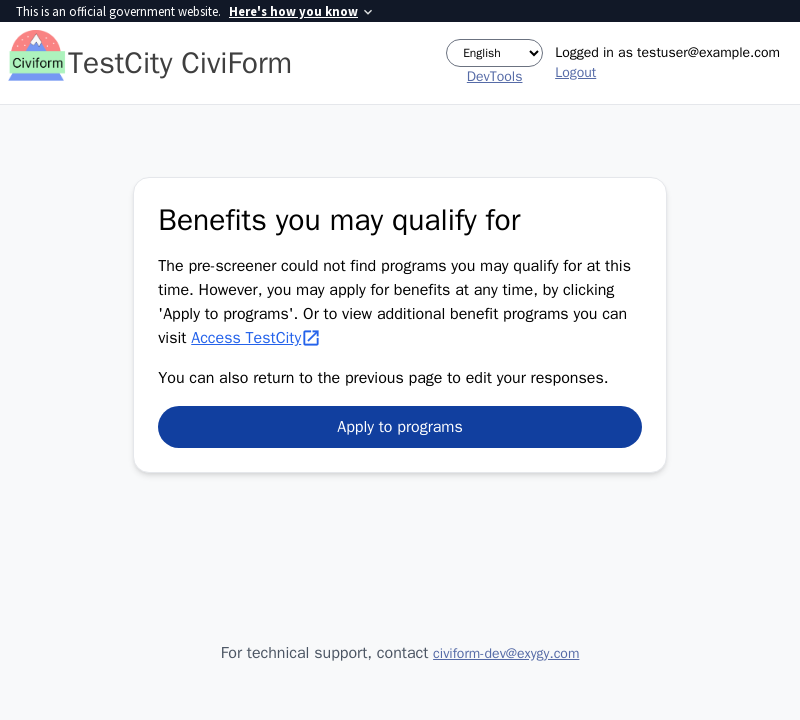 This is an official government website. Here's how you know
Civiform
TestCity CiviForm
English
DevTools
Logged in as testuser@example.com
Logout
Benefits you may qualify for
The pre-screener could not find programs you may qualify for at this
time. However, you may apply for benefits at any time, by clicking
'Apply to programs'. Or to view additional benefit programs you can
visit Access TestCity
You can also return to the previous page to edit your responses.
Apply to programs
For technical support, contact civiform-dev@exygy.com